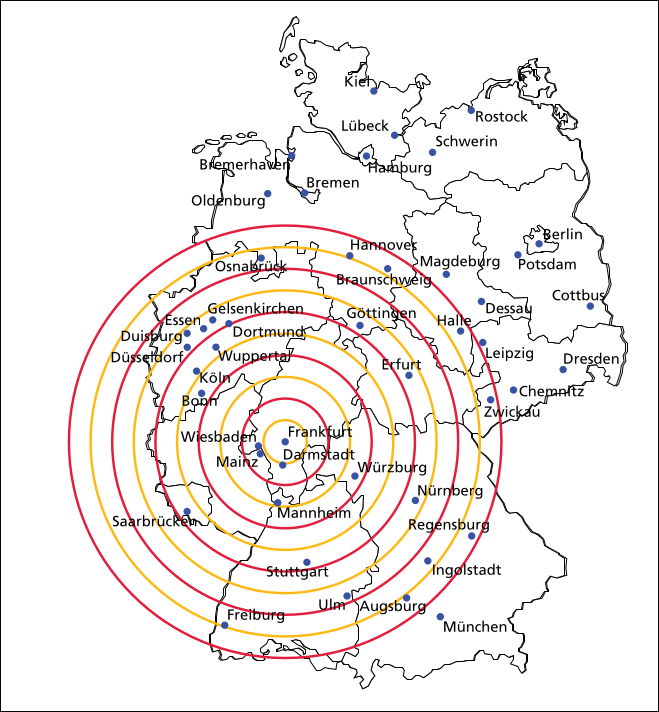 Kiel
Rostock
Lübeck
Schwerin
Bremerhaven
Hamburg
Oldenburg
Bremen
Hannover
Berlin
Osnabrück
Magdeburg
Potsdam
Braunschweig
Cottbus
Gelsenkirchen
Göttingen
Dessau
Essen
Halle
Duisburg
Dortmund
Düsseldorf
Wuppertal
Leipzig
Erfurt
Dresden
Köln
Chemnitz
Bonn
Zwickau
Wiesbaden
Frankfurt
Mainz
Darmstadt
Würzburg
Nürnberg
Saarbrücken
Mannheim
Regensburg
Stuttgart
Ingolstadt
Ulm
Augsburg
Freiburg
München